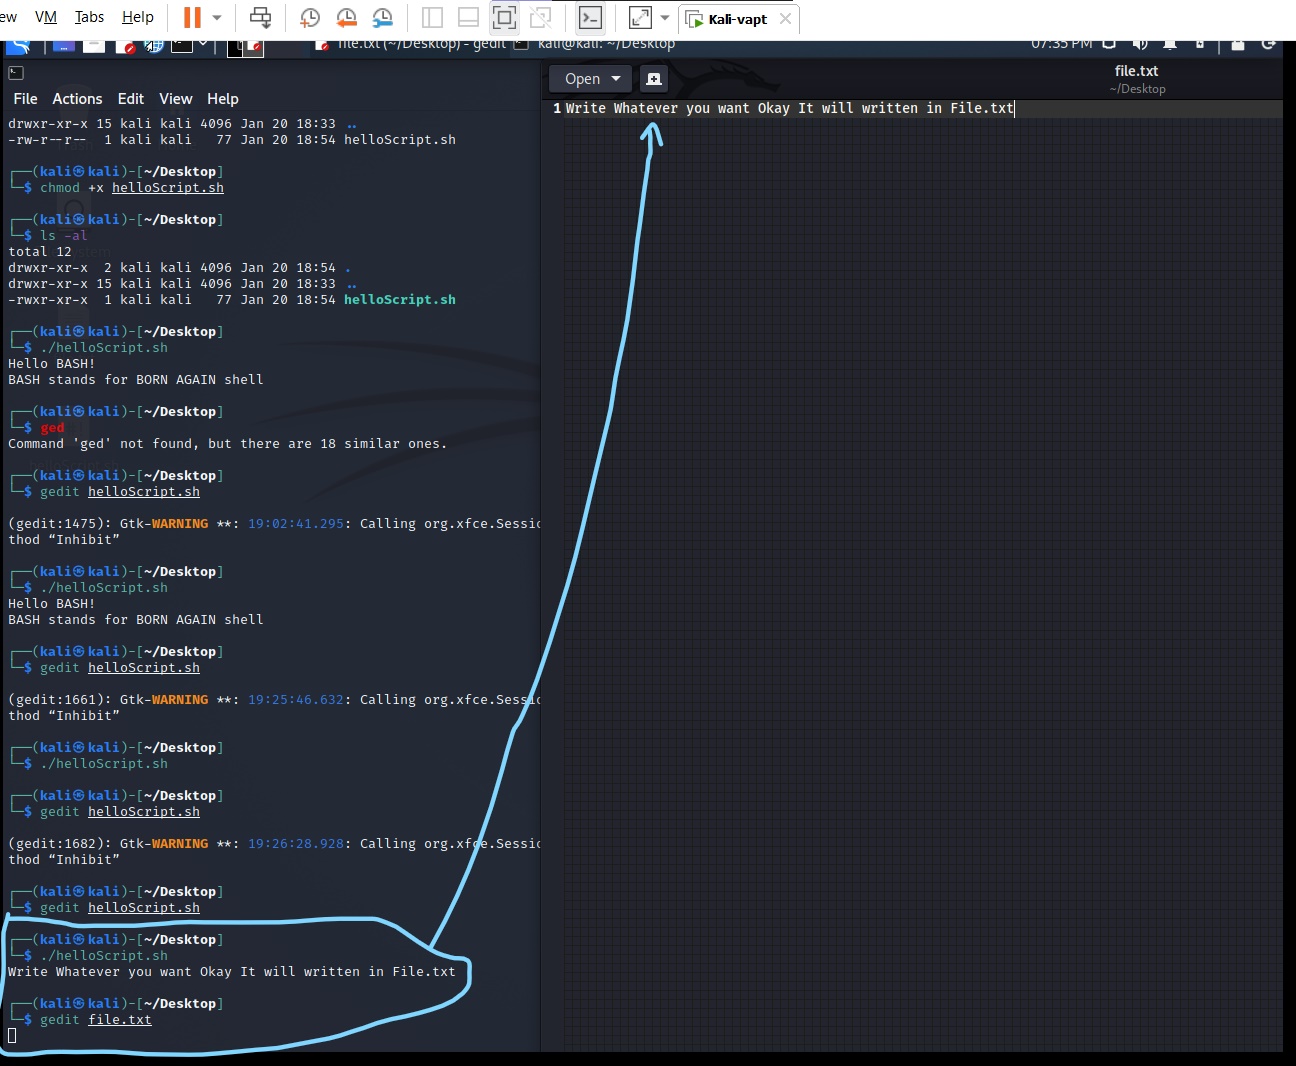 ew VM Tabs Help Kali-vapt
file.txt (~/Desktop) - gedit kali@kali: ~/Desktop 07:35 PM
File Actions Edit View Help
drwxr-xr-x 15 kali kali 4096 Jan 20 18:33 ..
-rw-r--r-- 1 kali kali 77 Jan 20 18:54 helloScript.sh
┌──(kali㉿kali)-[~/Desktop]
└─$ chmod +x helloScript.sh
┌──(kali㉿kali)-[~/Desktop]
└─$ ls -al
total 12
drwxr-xr-x 2 kali kali 4096 Jan 20 18:54 .
drwxr-xr-x 15 kali kali 4096 Jan 20 18:33 ..
-rwxr-xr-x 1 kali kali 77 Jan 20 18:54 helloScript.sh
┌──(kali㉿kali)-[~/Desktop]
└─$ ./helloScript.sh
Hello BASH!
BASH stands for BORN AGAIN shell
┌──(kali㉿kali)-[~/Desktop]
└─$ ged
Command 'ged' not found, but there are 18 similar ones.
┌──(kali㉿kali)-[~/Desktop]
└─$ gedit helloScript.sh
(gedit:1475): Gtk-WARNING **: 19:02:41.295: Calling org.xfce.Sessio
thod “Inhibit”
┌──(kali㉿kali)-[~/Desktop]
└─$ ./helloScript.sh
Hello BASH!
BASH stands for BORN AGAIN shell
┌──(kali㉿kali)-[~/Desktop]
└─$ gedit helloScript.sh
(gedit:1661): Gtk-WARNING **: 19:25:46.632: Calling org.xfce.Sessio
thod “Inhibit”
┌──(kali㉿kali)-[~/Desktop]
└─$ ./helloScript.sh
┌──(kali㉿kali)-[~/Desktop]
└─$ gedit helloScript.sh
(gedit:1682): Gtk-WARNING **: 19:26:28.928: Calling org.xfce.Sessio
thod “Inhibit”
┌──(kali㉿kali)-[~/Desktop]
└─$ gedit helloScript.sh
┌──(kali㉿kali)-[~/Desktop]
└─$ ./helloScript.sh
Write Whatever you want Okay It will written in File.txt
┌──(kali㉿kali)-[~/Desktop]
└─$ gedit file.txt
Open
file.txt
~/Desktop
1 Write Whatever you want Okay It will written in File.txt